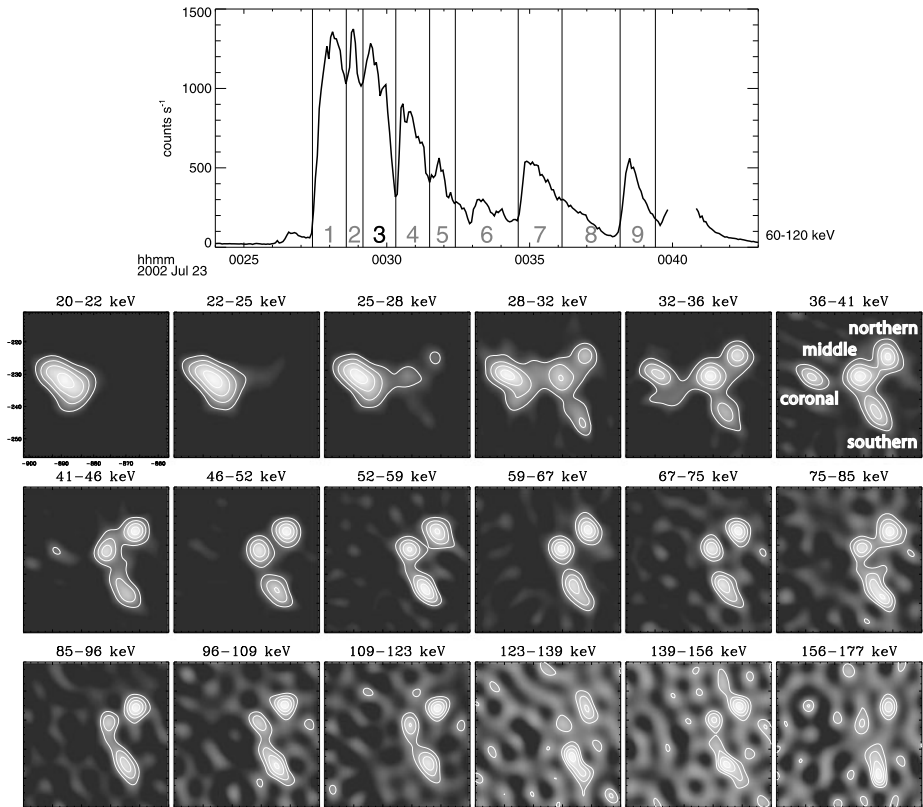 1500
1000
500
0
counts s⁻¹
1 2 3 4 5 6 7 8 9
60-120 keV
hhmm 0025 0030 0035 0040
2002 Jul 23
20-22 keV 22-25 keV 25-28 keV 28-32 keV 32-36 keV 36-41 keV
-220
-230
-240
-250
-900 -890 -880 -870 -860
northern
middle
coronal
southern
41-46 keV 46-52 keV 52-59 keV 59-67 keV 67-75 keV 75-85 keV
85-96 keV 96-109 keV 109-123 keV 123-139 keV 139-156 keV 156-177 keV